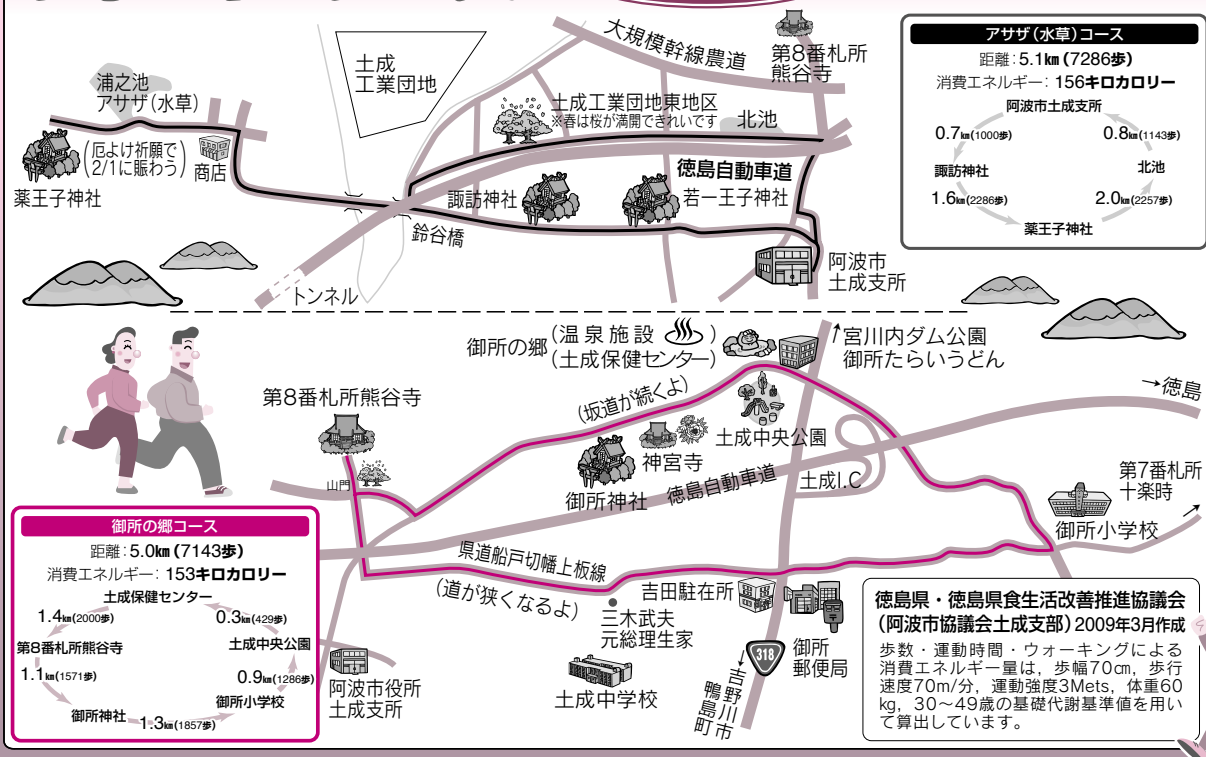 大規模幹線農道
第8番札所
熊谷寺
土成
工業団地
浦之池
アサザ(水草)
土成工業団地東地区
※春は桜が満開できれいです
北池
(厄よけ祈願で
2/1に賑わう)
商店
薬王子神社
徳島自動車道
諏訪神社
若一王子神社
鈴谷橋
阿波市
土成支所
トンネル
アサザ(水草)コース
距離:5.1km(7286歩)
消費エネルギー:156キロカロリー
阿波市土成支所
0.7km(1000歩)
0.8km(1143歩)
諏訪神社
北池
1.6km(2286歩)
2.0km(2257歩)
薬王子神社
御所の郷(温泉施設)
(土成保健センター)
↑宮川内ダム公園
御所たらいうどん
→徳島
第8番札所熊谷寺
(坂道が続くよ)
土成中央公園
神宮寺
山門
御所神社
徳島自動車道
土成I.C
第7番札所
十楽時
御所小学校
県道船戸切幡上板線
(道が狭くなるよ)
吉田駐在所
三木武夫
元総理生家
御所
郵便局
318
土成中学校
阿波市役所
土成支所
←吉野川市
鴨島町
御所の郷コース
距離:5.0km(7143歩)
消費エネルギー:153キロカロリー
土成保健センター
1.4km(2000歩)
0.3km(429歩)
第8番札所熊谷寺
土成中央公園
1.1km(1571歩)
0.9km(1286歩)
御所小学校
御所神社
1.3km(1857歩)
徳島県・徳島県食生活改善推進協議会
(阿波市協議会土成支部)2009年3月作成
歩数・運動時間・ウォーキングによる
消費エネルギー量は，歩幅70cm，歩行
速度70m/分，運動強度3Mets，体重60
kg，30～49歳の基礎代謝基準値を用い
て算出しています。